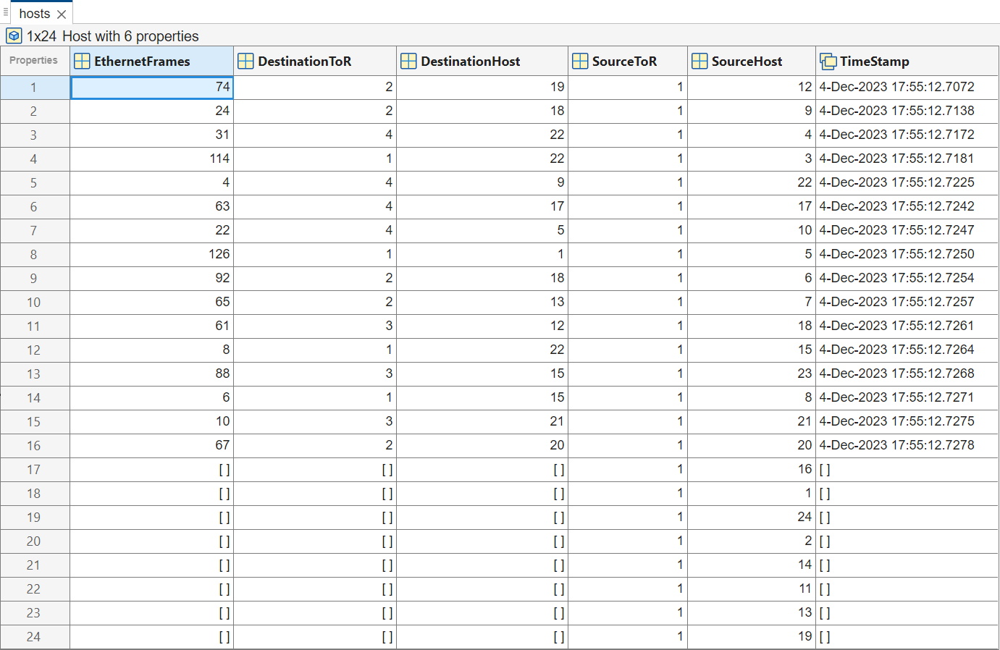 hosts
1x24 Host with 6 properties
Properties EthernetFrames DestinationToR DestinationHost SourceToR SourceHost TimeStamp
1 74 2 19 1 12 4-Dec-2023 17:55:12.7072
2 24 2 18 1 9 4-Dec-2023 17:55:12.7138
3 31 4 22 1 4 4-Dec-2023 17:55:12.7172
4 114 1 22 1 3 4-Dec-2023 17:55:12.7181
5 4 4 9 1 22 4-Dec-2023 17:55:12.7225
6 63 4 17 1 17 4-Dec-2023 17:55:12.7242
7 22 4 5 1 10 4-Dec-2023 17:55:12.7247
8 126 1 1 1 5 4-Dec-2023 17:55:12.7250
9 92 2 18 1 6 4-Dec-2023 17:55:12.7254
10 65 2 13 1 7 4-Dec-2023 17:55:12.7257
11 61 3 12 1 18 4-Dec-2023 17:55:12.7261
12 8 1 22 1 15 4-Dec-2023 17:55:12.7264
13 88 3 15 1 23 4-Dec-2023 17:55:12.7268
14 6 1 15 1 8 4-Dec-2023 17:55:12.7271
15 10 3 21 1 21 4-Dec-2023 17:55:12.7275
16 67 2 20 1 20 4-Dec-2023 17:55:12.7278
17 [ ] [ ] [ ] 1 16 [ ]
18 [ ] [ ] [ ] 1 1 [ ]
19 [ ] [ ] [ ] 1 24 [ ]
20 [ ] [ ] [ ] 1 2 [ ]
21 [ ] [ ] [ ] 1 14 [ ]
22 [ ] [ ] [ ] 1 11 [ ]
23 [ ] [ ] [ ] 1 13 [ ]
24 [ ] [ ] [ ] 1 19 [ ]